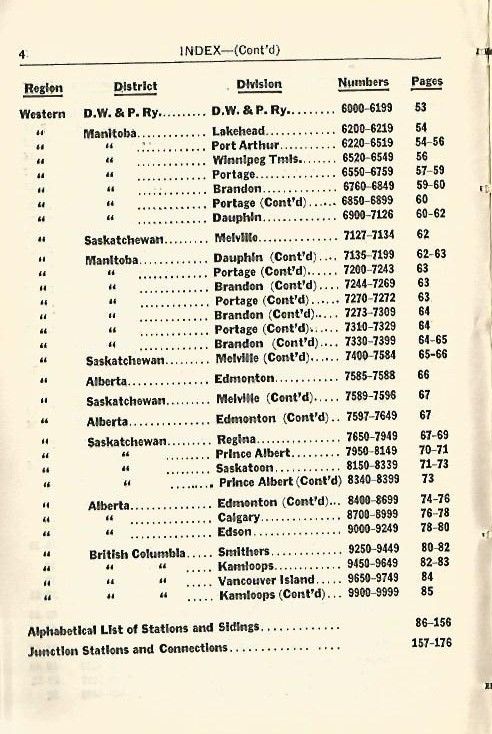 4 INDEX—(Cont'd)
Region District Division Numbers Pages
Western D.W. & P. Ry......... D.W. & P. Ry.......... 6000-6199 53
" Manitoba............ Lakehead............. 6200-6219 54
" " ............ Port Arthur........... 6220-6519 54-56
" " ............ Winnipeg Tmls........ 6520-6549 56
" " ............ Portage............... 6550-6759 57-59
" " ............ Brandon.............. 6760-6849 59-60
" " ............ Portage (Cont'd)...... 6850-6899 60
" " ............ Dauphin.............. 6900-7126 60-62
" Saskatchewan........ Melville.............. 7127-7134 62
" Manitoba............ Dauphin (Cont'd).... 7135-7199 62-63
" " ............ Portage (Cont'd)...... 7200-7243 63
" " ............ Brandon (Cont'd).... 7244-7269 63
" " ............ Portage (Cont'd)...... 7270-7272 63
" " ............ Brandon (Cont'd)..... 7273-7309 64
" " ............ Portage (Cont'd)...... 7310-7329 64
" " ............ Brandon (Cont'd).... 7330-7399 64-65
" Saskatchewan........ Melville (Cont'd)...... 7400-7584 65-66
" Alberta.............. Edmonton............ 7585-7588 66
" Saskatchewan........ Melville (Cont'd)..... 7589-7596 67
" Alberta.............. Edmonton (Cont'd).. 7597-7649 67
" Saskatchewan........ Regina............... 7650-7949 67-69
" " ........ Prince Albert......... 7950-8149 70-71
" " ........ Saskatoon............ 8150-8339 71-73
" " ........ Prince Albert (Cont'd) 8340-8399 73
" Alberta.............. Edmonton (Cont'd)... 8400-8699 74-76
" " .............. Calgary............... 8700-8999 76-78
" " .............. Edson................ 9000-9249 78-80
" British Columbia..... Smithers............. 9250-9449 80-82
" " " ..... Kamloops............ 9450-9649 82-83
" " " ..... Vancouver Island..... 9650-9749 84
" " " ..... Kamloops (Cont'd)... 9900-9999 85
Alphabetical List of Stations and Sidings............. 86-156
Junction Stations and Connections................. 157-176